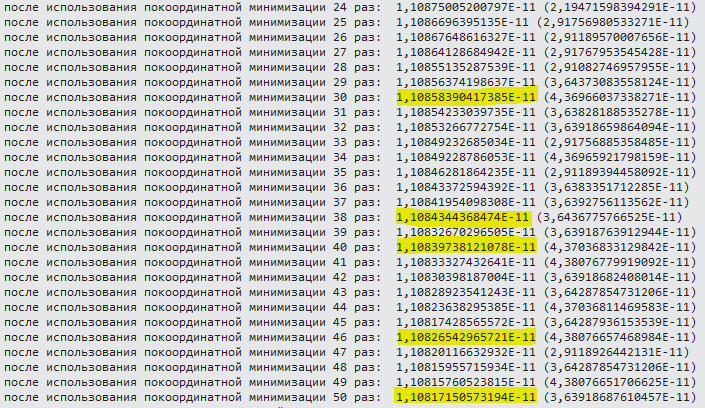 после использования покоординатной минимизации 24 раз: 1,10875005200797E-11 (2,19471598394291E-11)
после использования покоординатной минимизации 25 раз: 1,1086696395135E-11 (2,91756980533271E-11)
после использования покоординатной минимизации 26 раз: 1,10867648616327E-11 (2,91189570007656E-11)
после использования покоординатной минимизации 27 раз: 1,10864128684942E-11 (2,91767953545428E-11)
после использования покоординатной минимизации 28 раз: 1,10855135287539E-11 (2,91082746957955E-11)
после использования покоординатной минимизации 29 раз: 1,10856374198637E-11 (3,64373083558124E-11)
после использования покоординатной минимизации 30 раз: 1,10858390417385E-11 (4,36966037338271E-11)
после использования покоординатной минимизации 31 раз: 1,10854233039735E-11 (3,63828188535278E-11)
после использования покоординатной минимизации 32 раз: 1,10853266772754E-11 (3,63918659864094E-11)
после использования покоординатной минимизации 33 раз: 1,10849232685034E-11 (2,91756885358485E-11)
после использования покоординатной минимизации 34 раз: 1,10849228786053E-11 (4,36965921798159E-11)
после использования покоординатной минимизации 35 раз: 1,10846281864235E-11 (2,91189394458092E-11)
после использования покоординатной минимизации 36 раз: 1,10843372594392E-11 (3,6383351712285E-11)
после использования покоординатной минимизации 37 раз: 1,10841954098308E-11 (3,6392756113562E-11)
после использования покоординатной минимизации 38 раз: 1,1084344368474E-11 (3,6436775766525E-11)
после использования покоординатной минимизации 39 раз: 1,10832670296505E-11 (3,63918763912944E-11)
после использования покоординатной минимизации 40 раз: 1,10839738121078E-11 (4,37036833129842E-11)
после использования покоординатной минимизации 41 раз: 1,10833327432641E-11 (4,38076779919092E-11)
после использования покоординатной минимизации 42 раз: 1,10830398187004E-11 (3,63918682408014E-11)
после использования покоординатной минимизации 43 раз: 1,10828923541243E-11 (3,64287854731206E-11)
после использования покоординатной минимизации 44 раз: 1,10823638295385E-11 (4,37036811469583E-11)
после использования покоординатной минимизации 45 раз: 1,10817428565572E-11 (3,64287936153539E-11)
после использования покоординатной минимизации 46 раз: 1,10826542965721E-11 (4,38076657468984E-11)
после использования покоординатной минимизации 47 раз: 1,10820116632932E-11 (2,9118926442131E-11)
после использования покоординатной минимизации 48 раз: 1,10815955715934E-11 (3,64287854731206E-11)
после использования покоординатной минимизации 49 раз: 1,10815760523815E-11 (4,38076651706625E-11)
после использования покоординатной минимизации 50 раз: 1,10817150573194E-11 (3,63918687610457E-11)